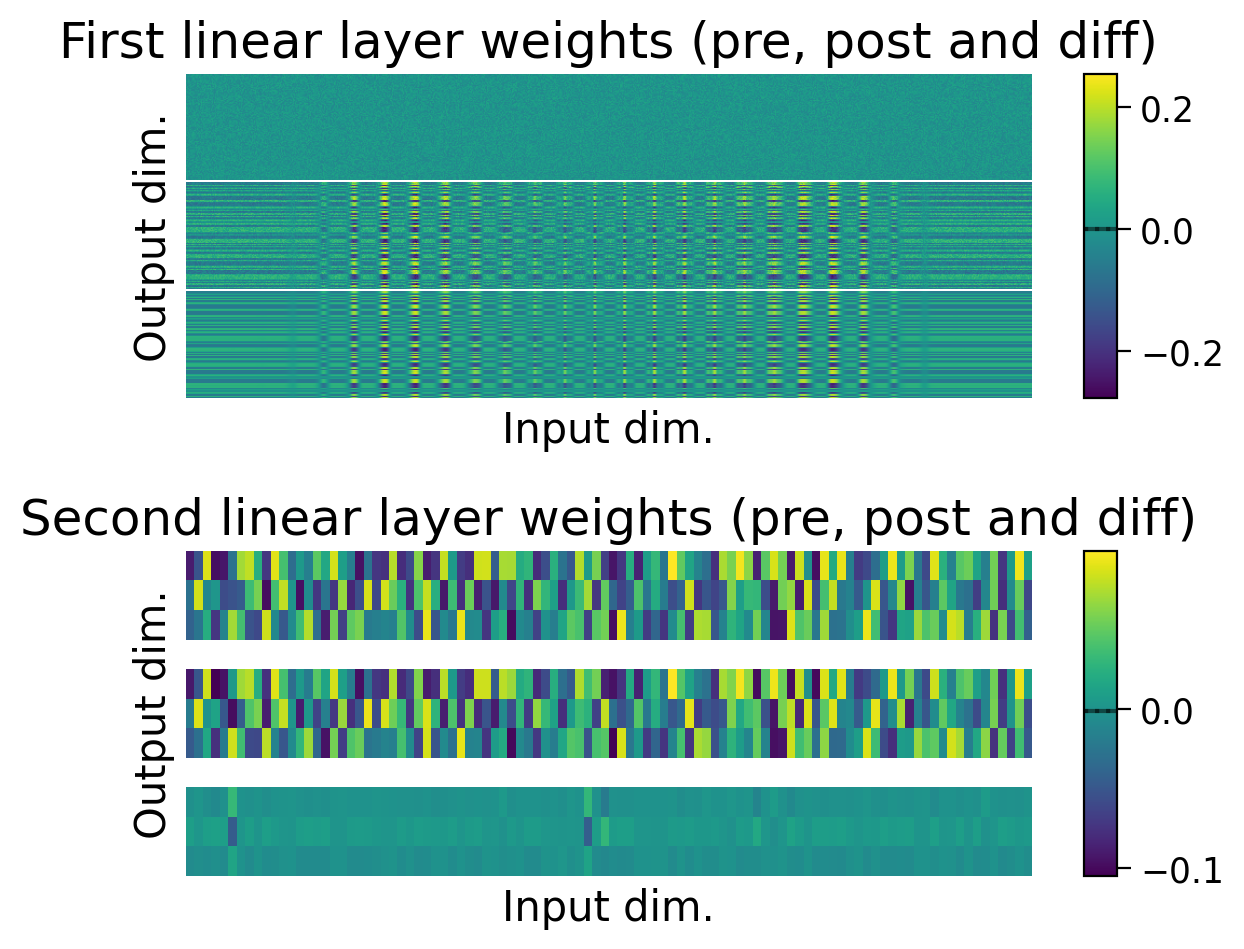 First linear layer weights (pre, post and diff)
Output dim.
0.2
0.0
−0.2
Input dim.
Second linear layer weights (pre, post and diff)
Output dim.
0.0
−0.1
Input dim.